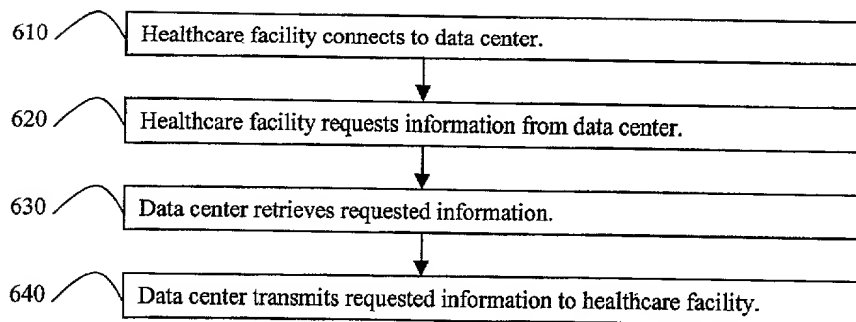 610 Healthcare facility connects to data center.
620 Healthcare facility requests information from data center.
630 Data center retrieves requested information.
640 Data center transmits requested information to healthcare facility.